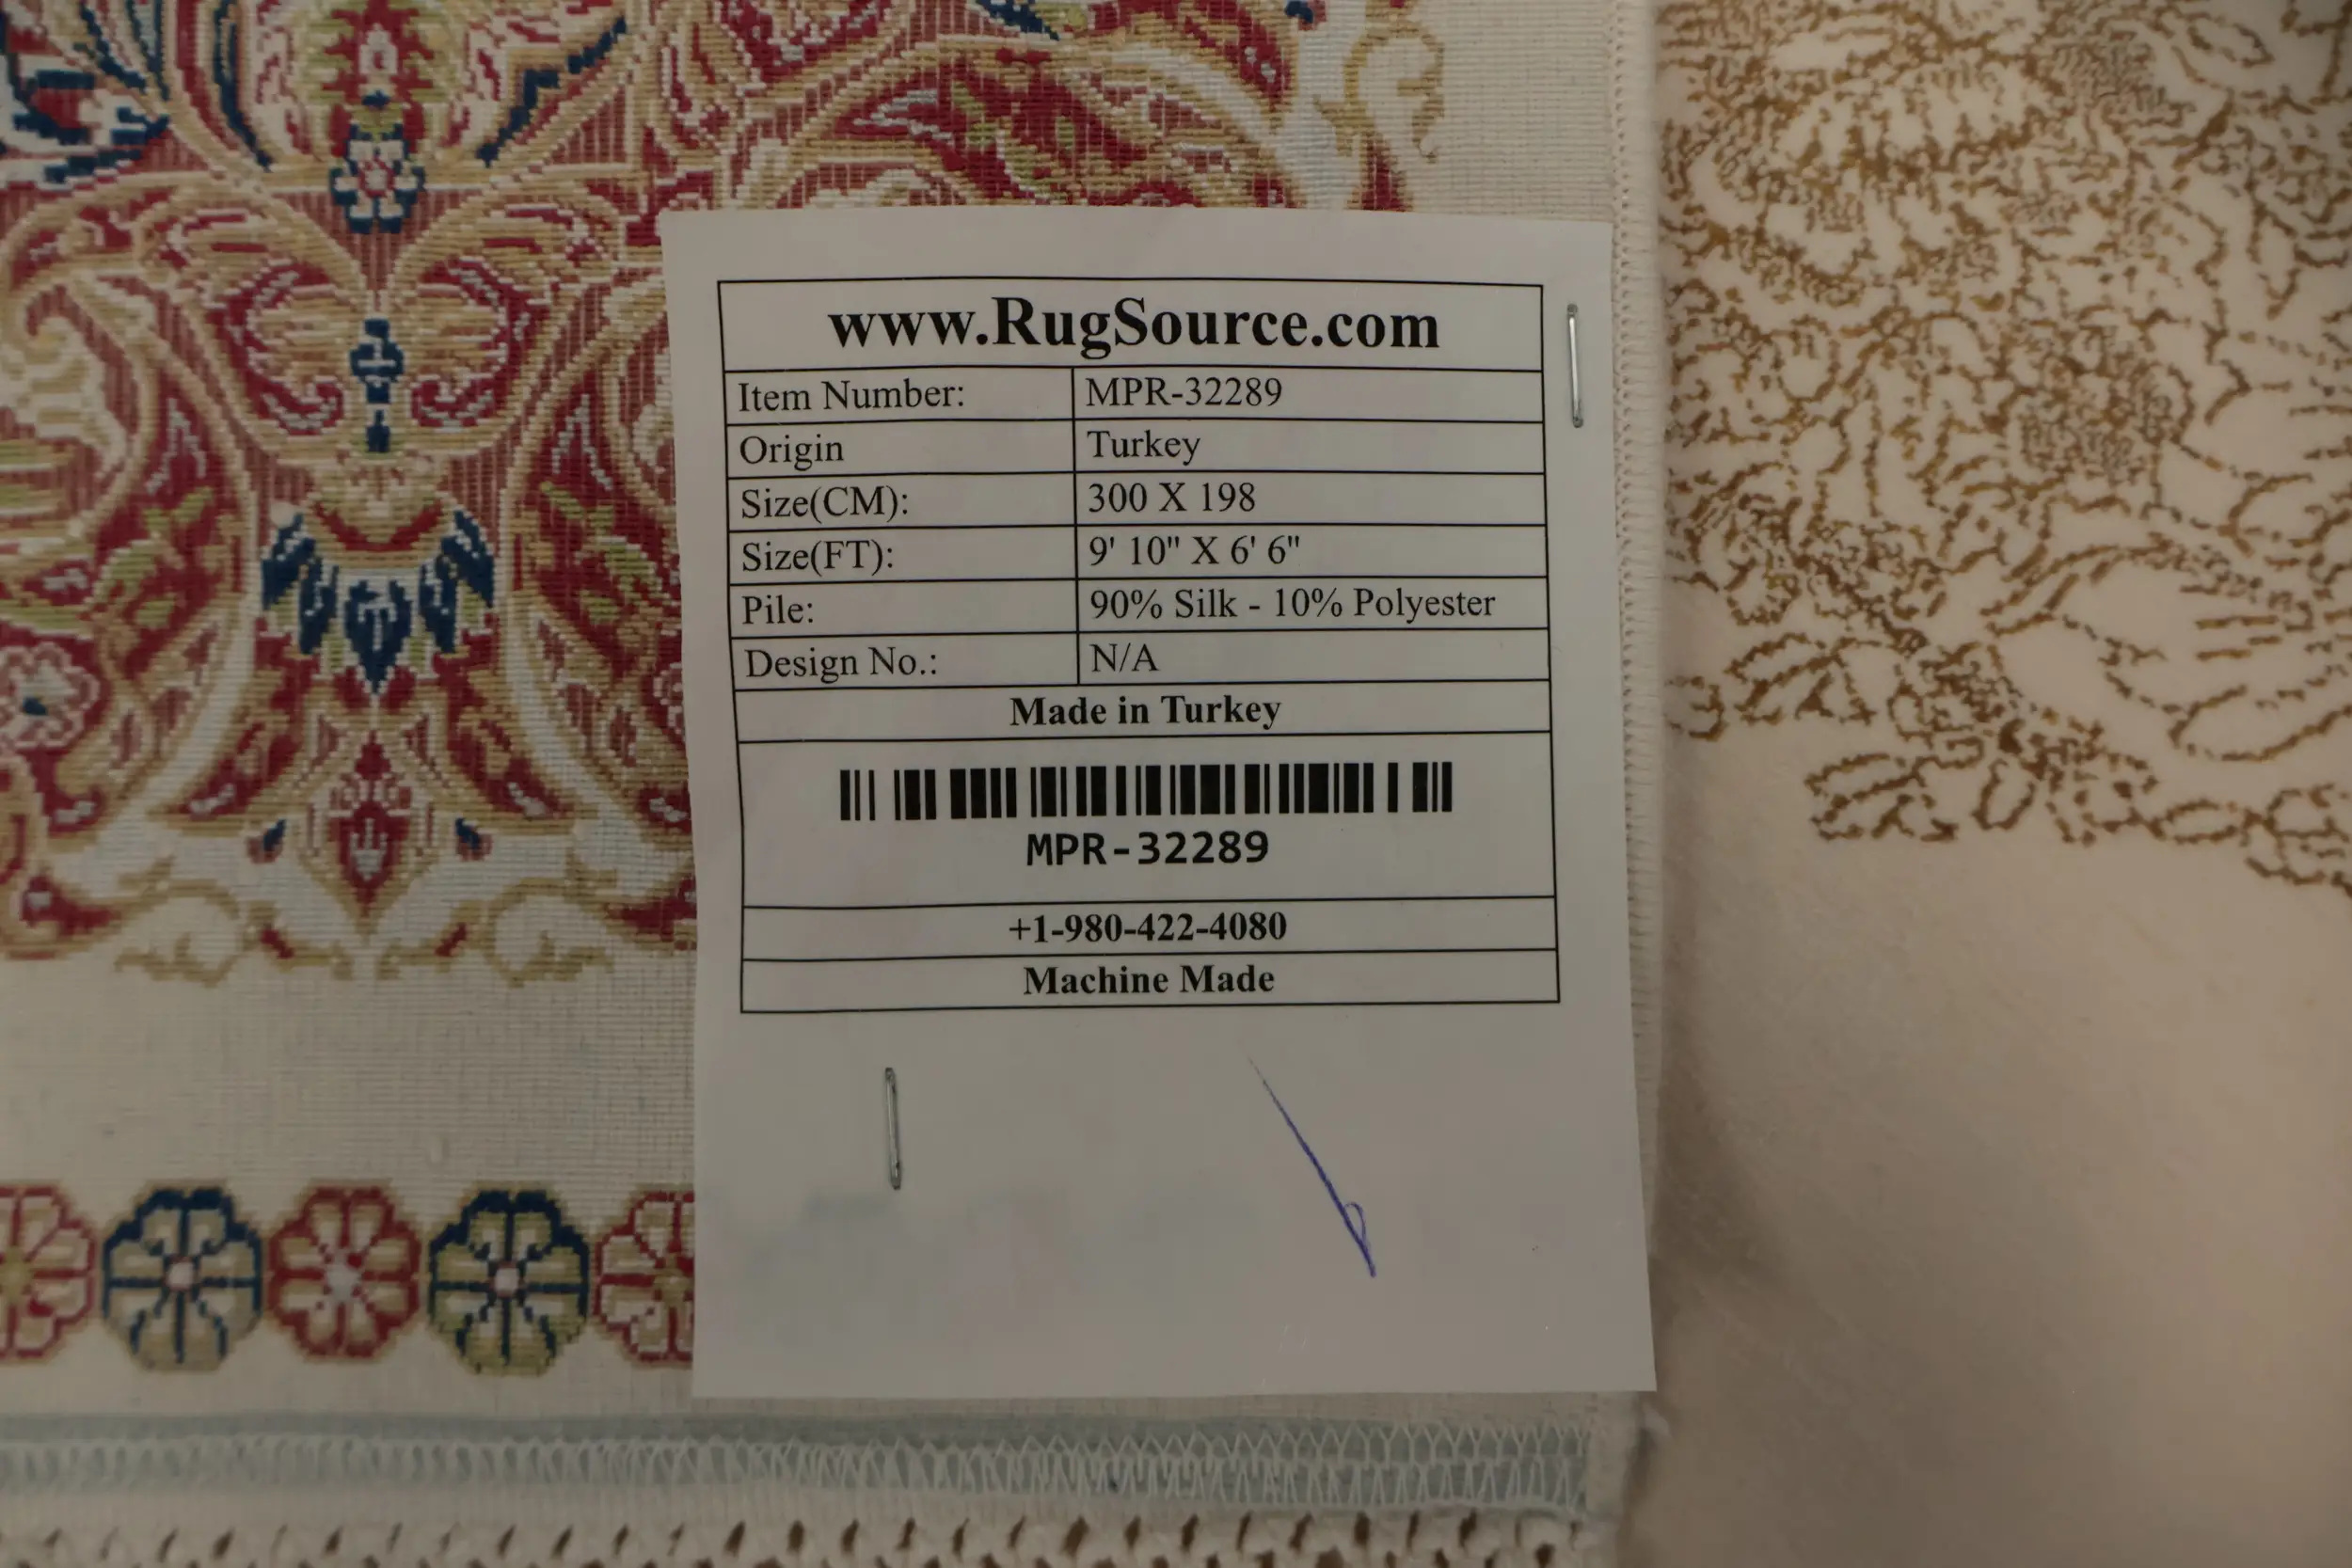 www.RugSource.com
Item Number: MPR-32289
Origin Turkey
Size(CM): 300 X 198
Size(FT): 9' 10" X 6' 6"
Pile: 90% Silk - 10% Polyester
Design No.: N/A
Made in Turkey
MPR-32289
+1-980-422-4080
Machine Made